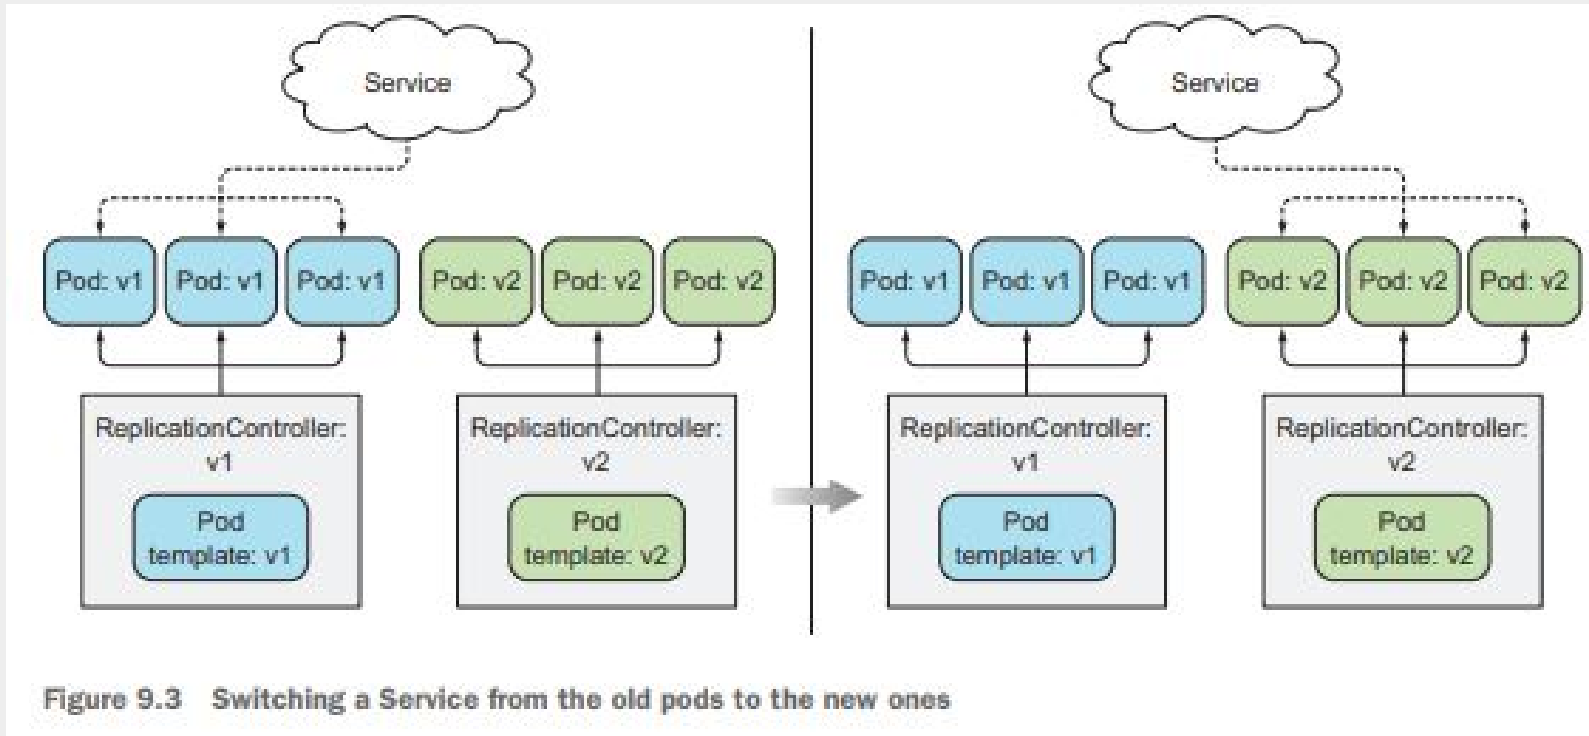 Service
Service
Pod: v1
Pod: v1
Pod: v1
Pod: v2
Pod: v2
Pod: v2
Pod: v1
Pod: v1
Pod: v1
Pod: v2
Pod: v2
Pod: v2
ReplicationController:
v1
Pod
template: v1
ReplicationController:
v2
Pod
template: v2
ReplicationController:
v1
Pod
template: v1
ReplicationController:
v2
Pod
template: v2
Figure 9.3 Switching a Service from the old pods to the new ones